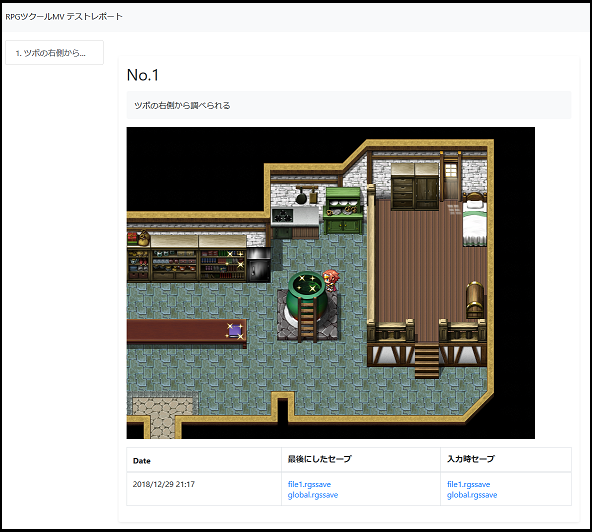 RPGツクールMV テストレポート
1. ツボの右側から...
No.1
ツボの右側から調べられる
Date 最後にしたセーブ 入力時セーブ
2018/12/29 21:17 file1.rgssave file1.rgssave
global.rgssave global.rgssave